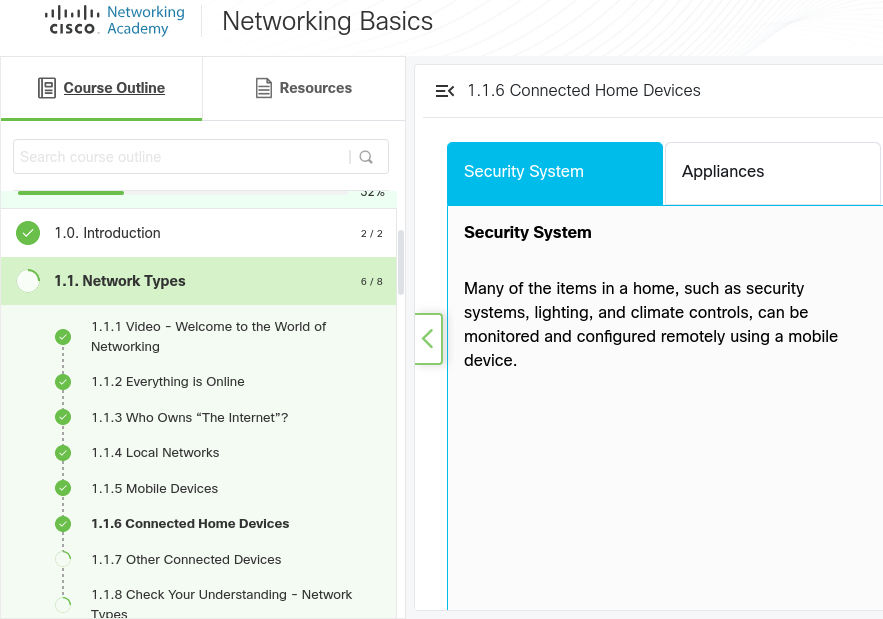 Networking
Academy
CISCO
Networking Basics
Course Outline
Resources
Search course outline
32%
1.0. Introduction
2 / 2
1.1. Network Types
6 / 8
1.1.1 Video - Welcome to the World of
Networking
1.1.2 Everything is Online
1.1.3 Who Owns “The Internet”?
1.1.4 Local Networks
1.1.5 Mobile Devices
1.1.6 Connected Home Devices
1.1.7 Other Connected Devices
1.1.8 Check Your Understanding - Network
Types
1.1.6 Connected Home Devices
Security System
Appliances
Security System
Many of the items in a home, such as security
systems, lighting, and climate controls, can be
monitored and configured remotely using a mobile
device.